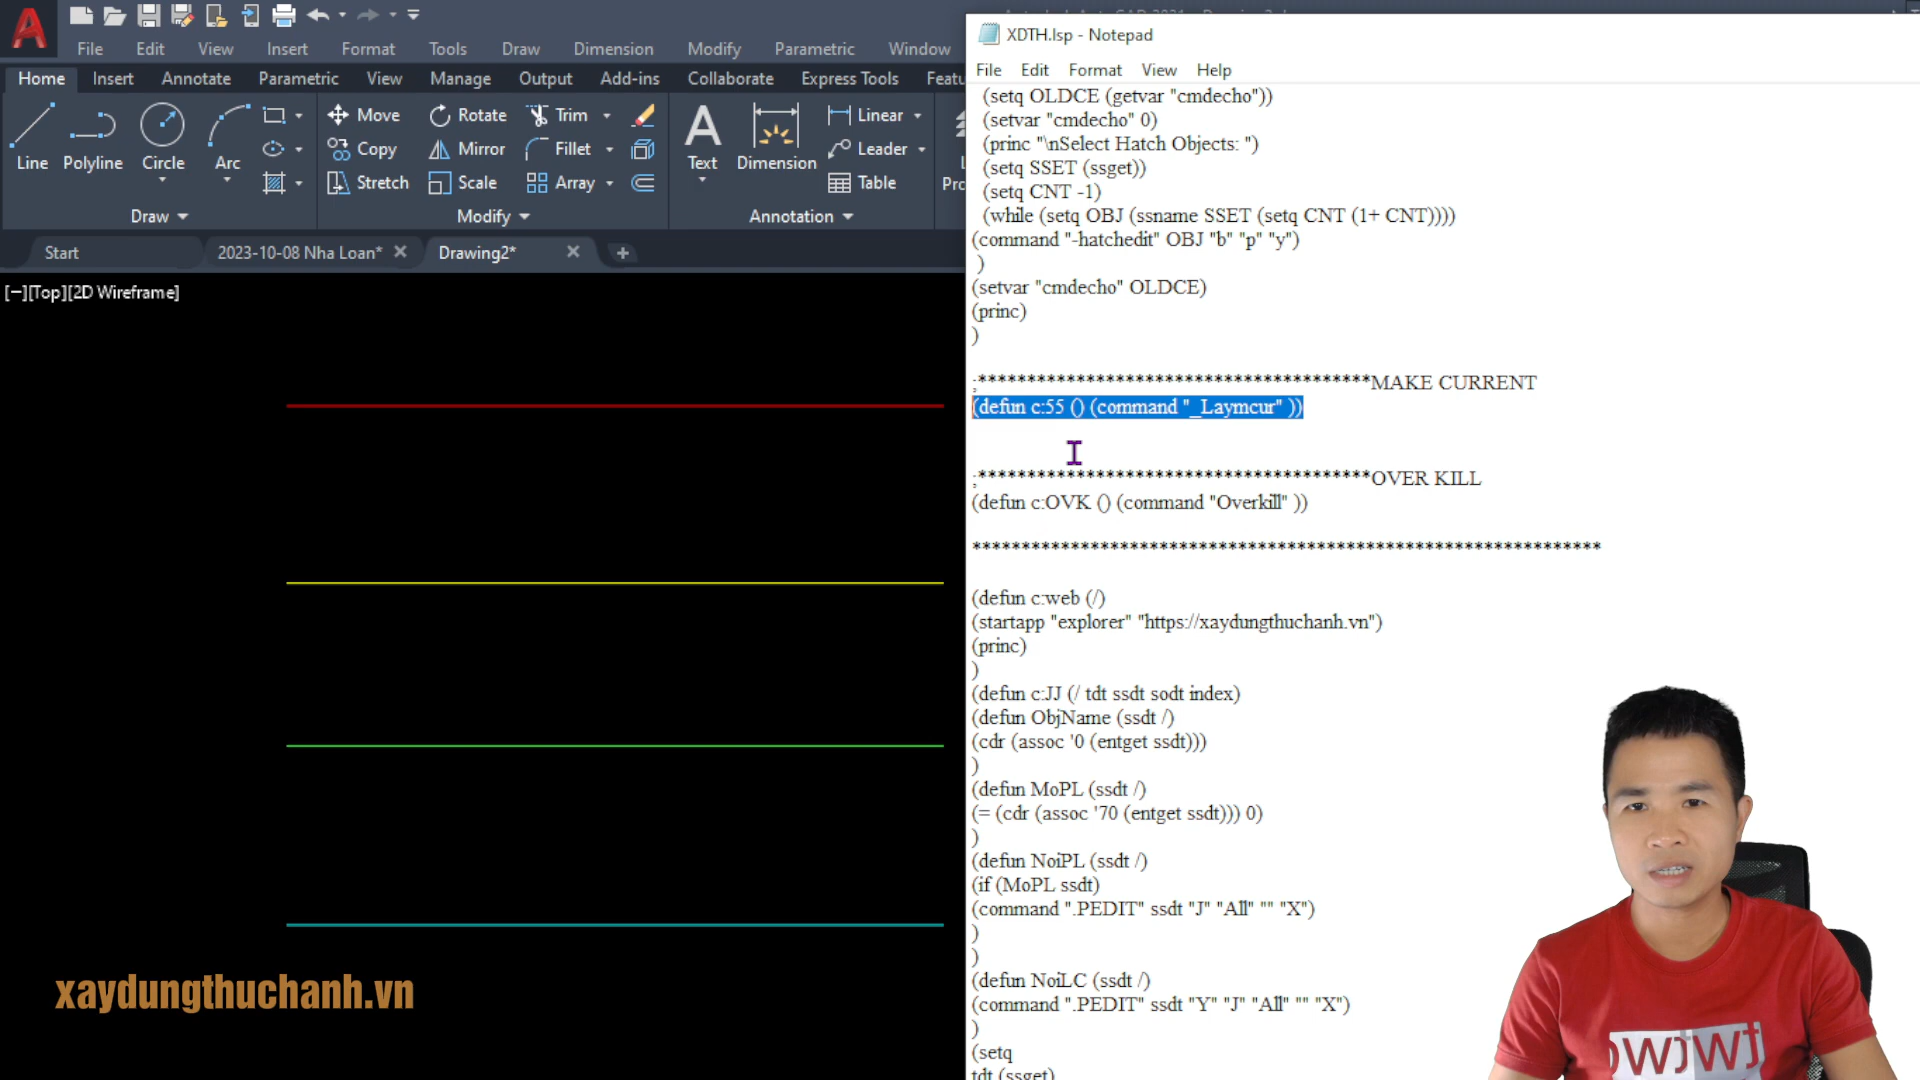 File Edit View Insert Format Tools Draw Dimension Modify Parametric Window
Home Insert Annotate Parametric View Manage Output Add-ins Collaborate Express Tools Featu
Line Polyline Circle Arc
Move Rotate Trim
Copy Mirror Fillet
Stretch Scale Array
Text Dimension
Linear
Leader
Table
Draw Modify Annotation
Start 2023-10-08 Nha Loan* Drawing2*
[−][Top][2D Wireframe]
xaydungthuchanh.vn
XDTH.lsp - Notepad
File Edit Format View Help
(setq OLDCE (getvar "cmdecho"))
(setvar "cmdecho" 0)
(princ "\nSelect Hatch Objects: ")
(setq SSET (ssget))
(setq CNT -1)
(while (setq OBJ (ssname SSET (setq CNT (1+ CNT))))
(command "-hatchedit" OBJ "b" "p" "y")
)
(setvar "cmdecho" OLDCE)
(princ)
)
;****************************************MAKE CURRENT
(defun c:55 () (command "_Laymcur" ))
;****************************************OVER KILL
(defun c:OVK () (command "Overkill" ))
****************************************************************
(defun c:web (/)
(startapp "explorer" "https://xaydungthuchanh.vn")
(princ)
)
(defun c:JJ (/ tdt ssdt sodt index)
(defun ObjName (ssdt /)
(cdr (assoc '0 (entget ssdt)))
)
(defun MoPL (ssdt /)
(= (cdr (assoc '70 (entget ssdt))) 0)
)
(defun NoiPL (ssdt /)
(if (MoPL ssdt)
(command ".PEDIT" ssdt "J" "All" "" "X")
)
)
(defun NoiLC (ssdt /)
(command ".PEDIT" ssdt "Y" "J" "All" "" "X")
)
(setq
tdt (ssget)